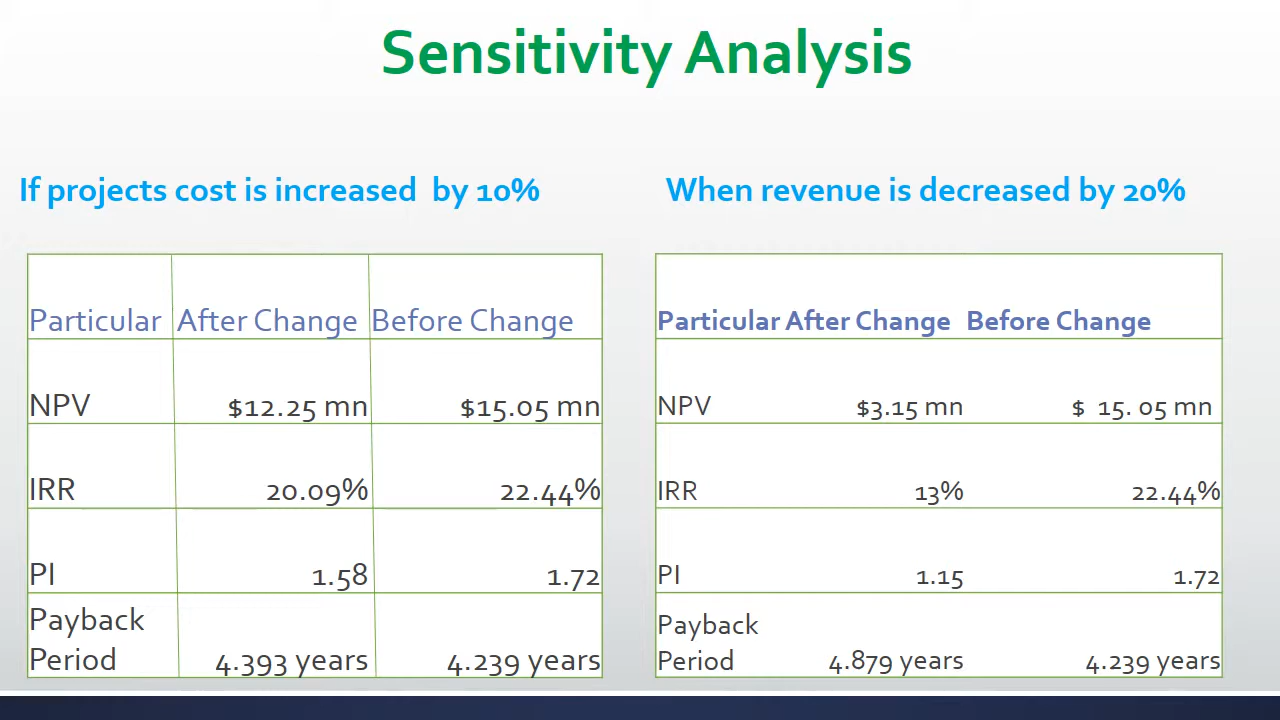 Sensitivity Analysis
If projects cost is increased by 10%
Particular After Change Before Change
NPV $12.25 mn $15.05 mn
IRR 20.09% 22.44%
PI 1.58 1.72
Payback
Period 4.393 years 4.239 years
When revenue is decreased by 20%
Particular After Change Before Change
NPV $3.15 mn $ 15. 05 mn
IRR 13% 22.44%
PI 1.15 1.72
Payback
Period 4.879 years 4.239 years